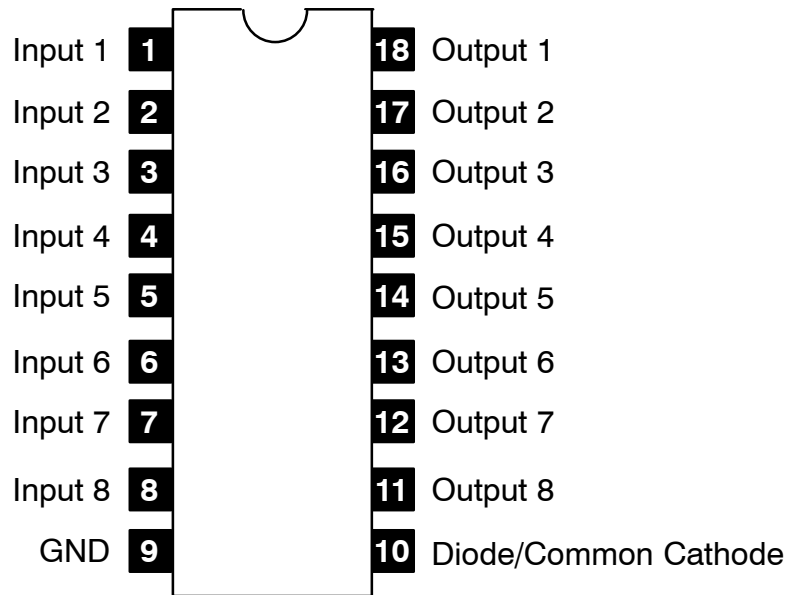 Input 1 1 18 Output 1
Input 2 2 17 Output 2
Input 3 3 16 Output 3
Input 4 4 15 Output 4
Input 5 5 14 Output 5
Input 6 6 13 Output 6
Input 7 7 12 Output 7
Input 8 8 11 Output 8
GND 9 10 Diode/Common Cathode